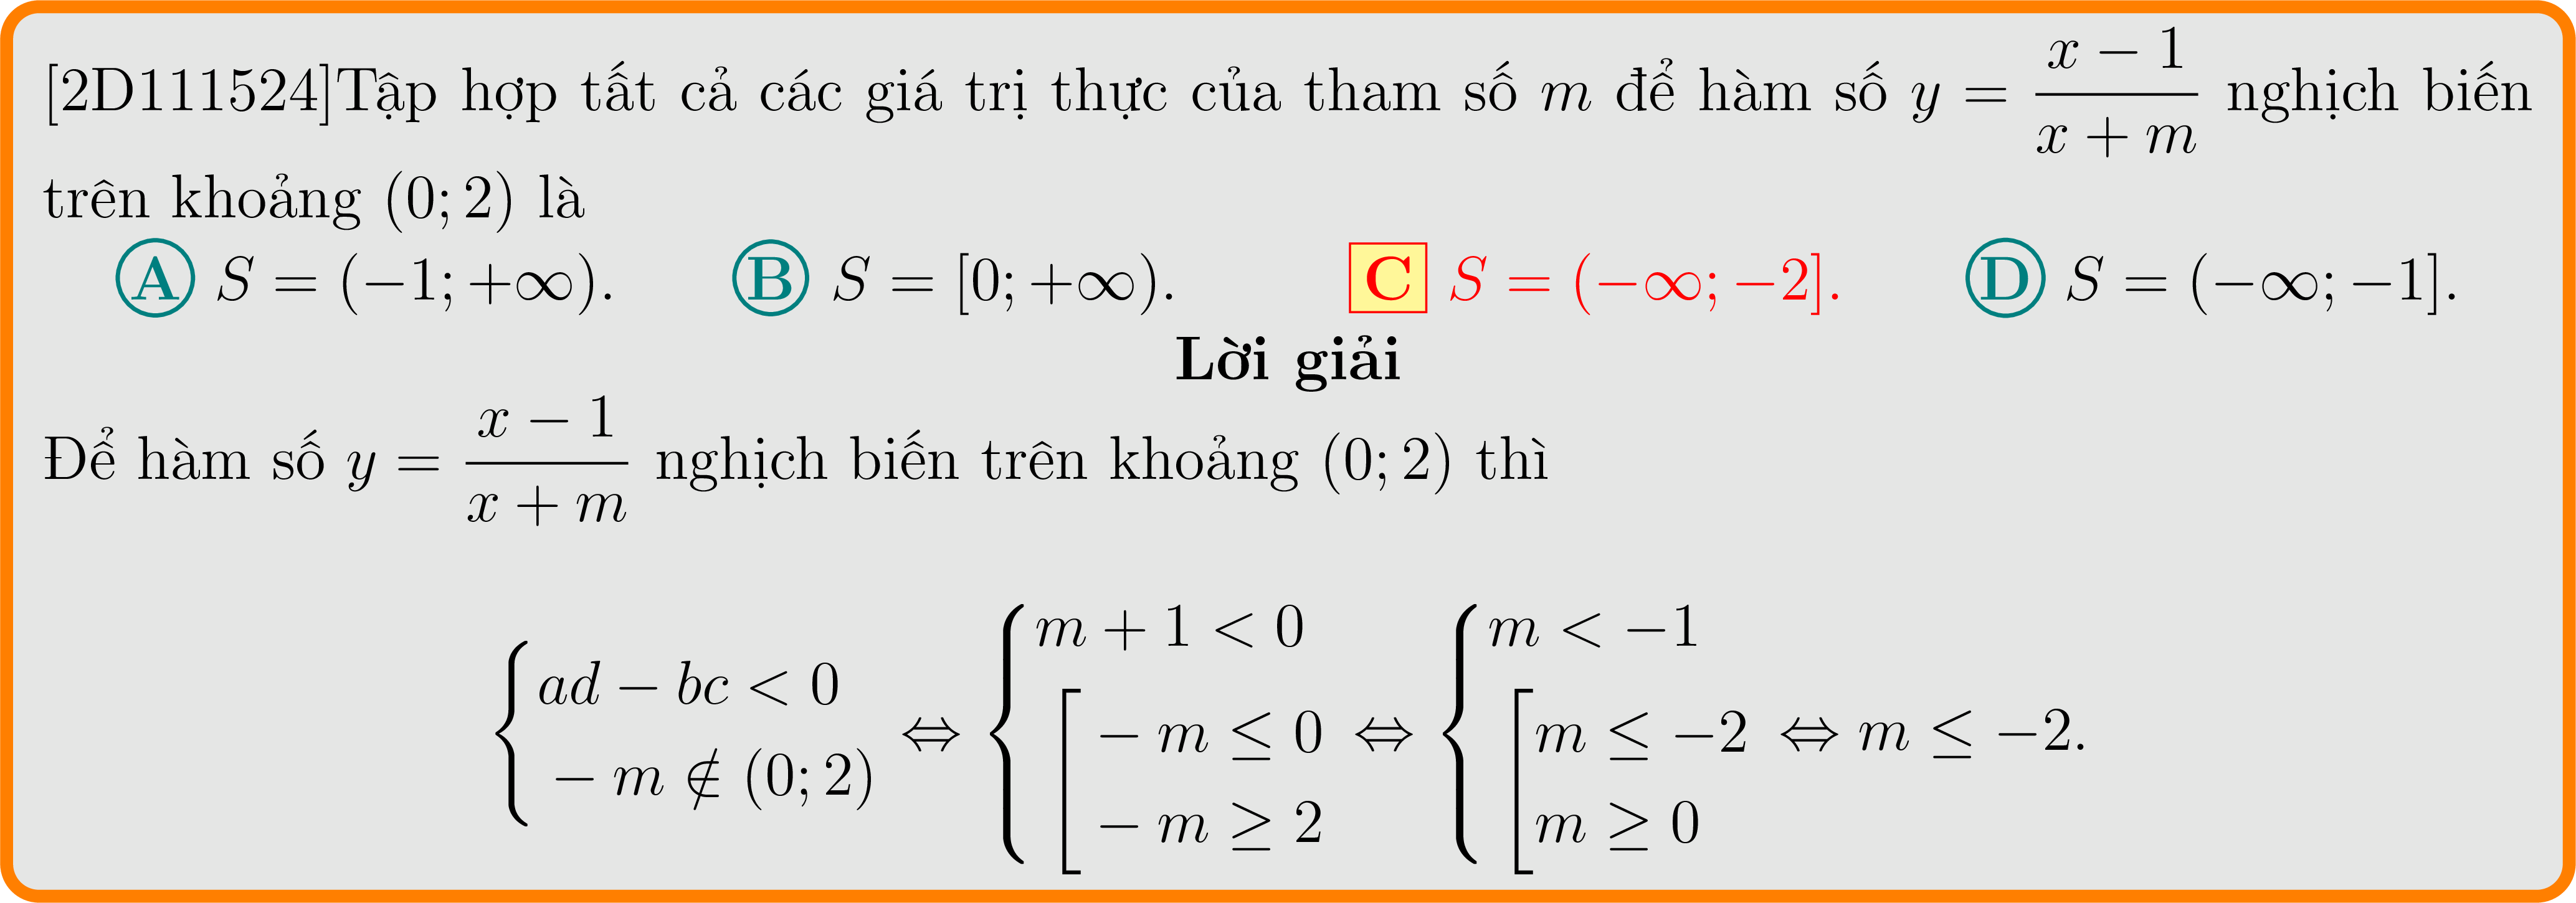 [2D111524]Tập hợp tất cả các giá trị thực của tham số $m$ để hàm số $y = \dfrac{x-1}{x+m}$ nghịch biến
trên khoảng $(0; 2)$ là
Ⓐ $S = (-1; +\infty)$. Ⓑ $S = [0; +\infty)$. C $S = (-\infty; -2]$. Ⓓ $S = (-\infty; -1]$.
Lời giải
Để hàm số $y = \dfrac{x-1}{x+m}$ nghịch biến trên khoảng $(0; 2)$ thì
$\begin{cases} ad - bc < 0 \\ -m \notin (0; 2) \end{cases} \Leftrightarrow \begin{cases} m + 1 < 0 \\ \left[\begin{array}{l} -m \leq 0 \\ -m \geq 2 \end{array}\right. \end{cases} \Leftrightarrow \begin{cases} m < -1 \\ \left[\begin{array}{l} m \leq -2 \\ m \geq 0 \end{array}\right. \end{cases} \Leftrightarrow m \leq -2.$